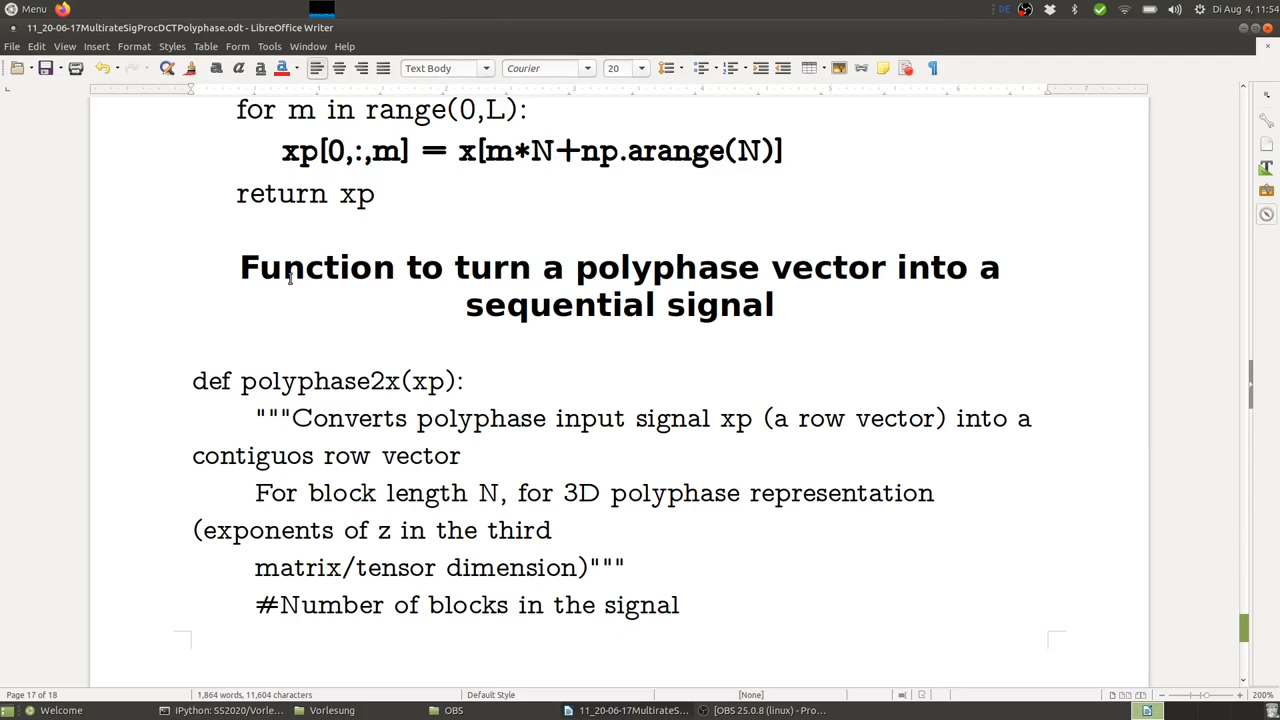 Menu
DE
Di Aug 4, 11:54
11_20-06-17MultirateSigProcDCTPolyphase.odt - LibreOffice Writer
File Edit View Insert Format Styles Table Form Tools Window Help
Text Body Courier 20
for m in range(0,L):
xp[0,:,m] = x[m*N+np.arange(N)]
return xp
Function to turn a polyphase vector into a
sequential signal
def polyphase2x(xp):
"""Converts polyphase input signal xp (a row vector) into a
contiguos row vector
For block length N, for 3D polyphase representation
(exponents of z in the third
matrix/tensor dimension)"""
#Number of blocks in the signal
Page 17 of 18 1,864 words, 11,604 characters Default Style [None] 200%
Welcome IPython: SS2020/Vorle... Vorlesung OBS 11_20-06-17MultirateS... [OBS 25.0.8 (linux) - Pro...